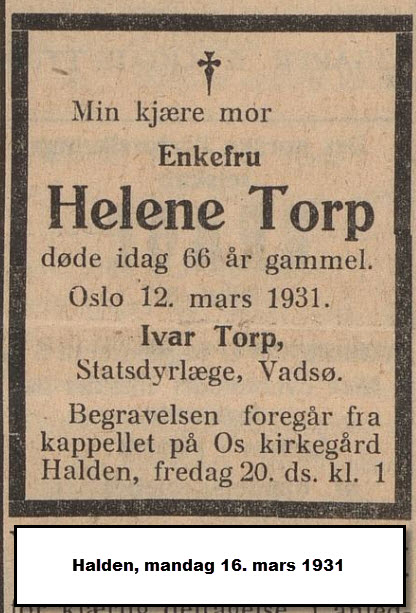 Min kjære mor
Enkefru
Helene Torp
døde idag 66 år gammel.
Oslo 12. mars 1931.
Ivar Torp,
Statsdyrlæge, Vadsø.
Begravelsen foregår fra
kappellet på Os kirkegård
Halden, fredag 20. ds. kl. 1
Halden, mandag 16. mars 1931